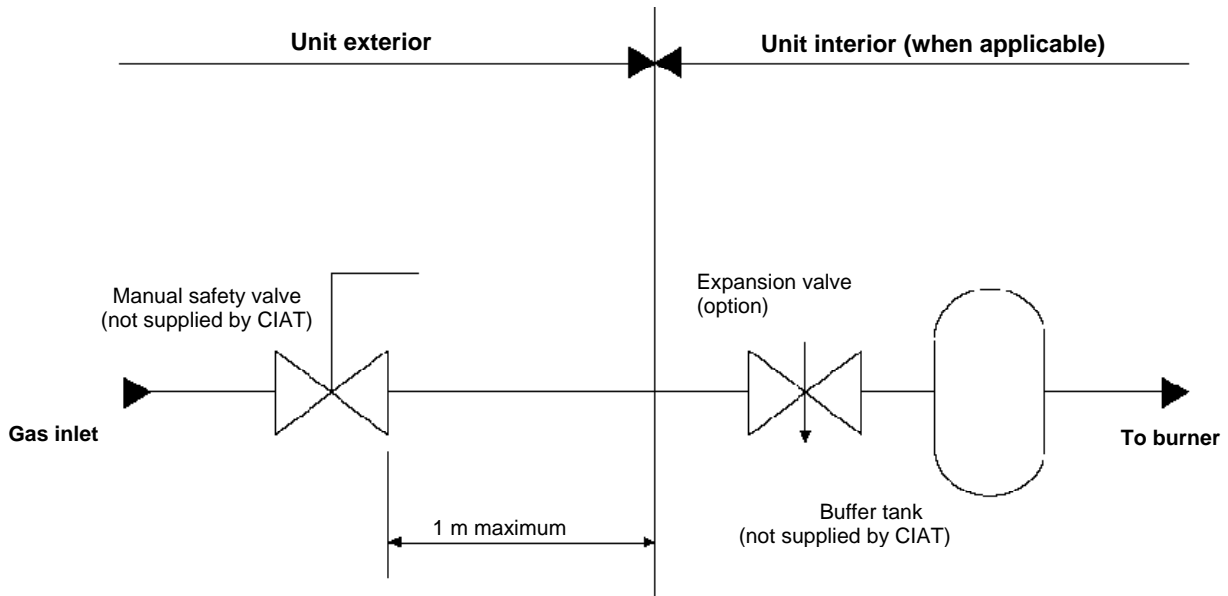 Unit exterior
Unit interior (when applicable)
Manual safety valve
(not supplied by CIAT)
Expansion valve
(option)
Gas inlet
To burner
1 m maximum
Buffer tank
(not supplied by CIAT)